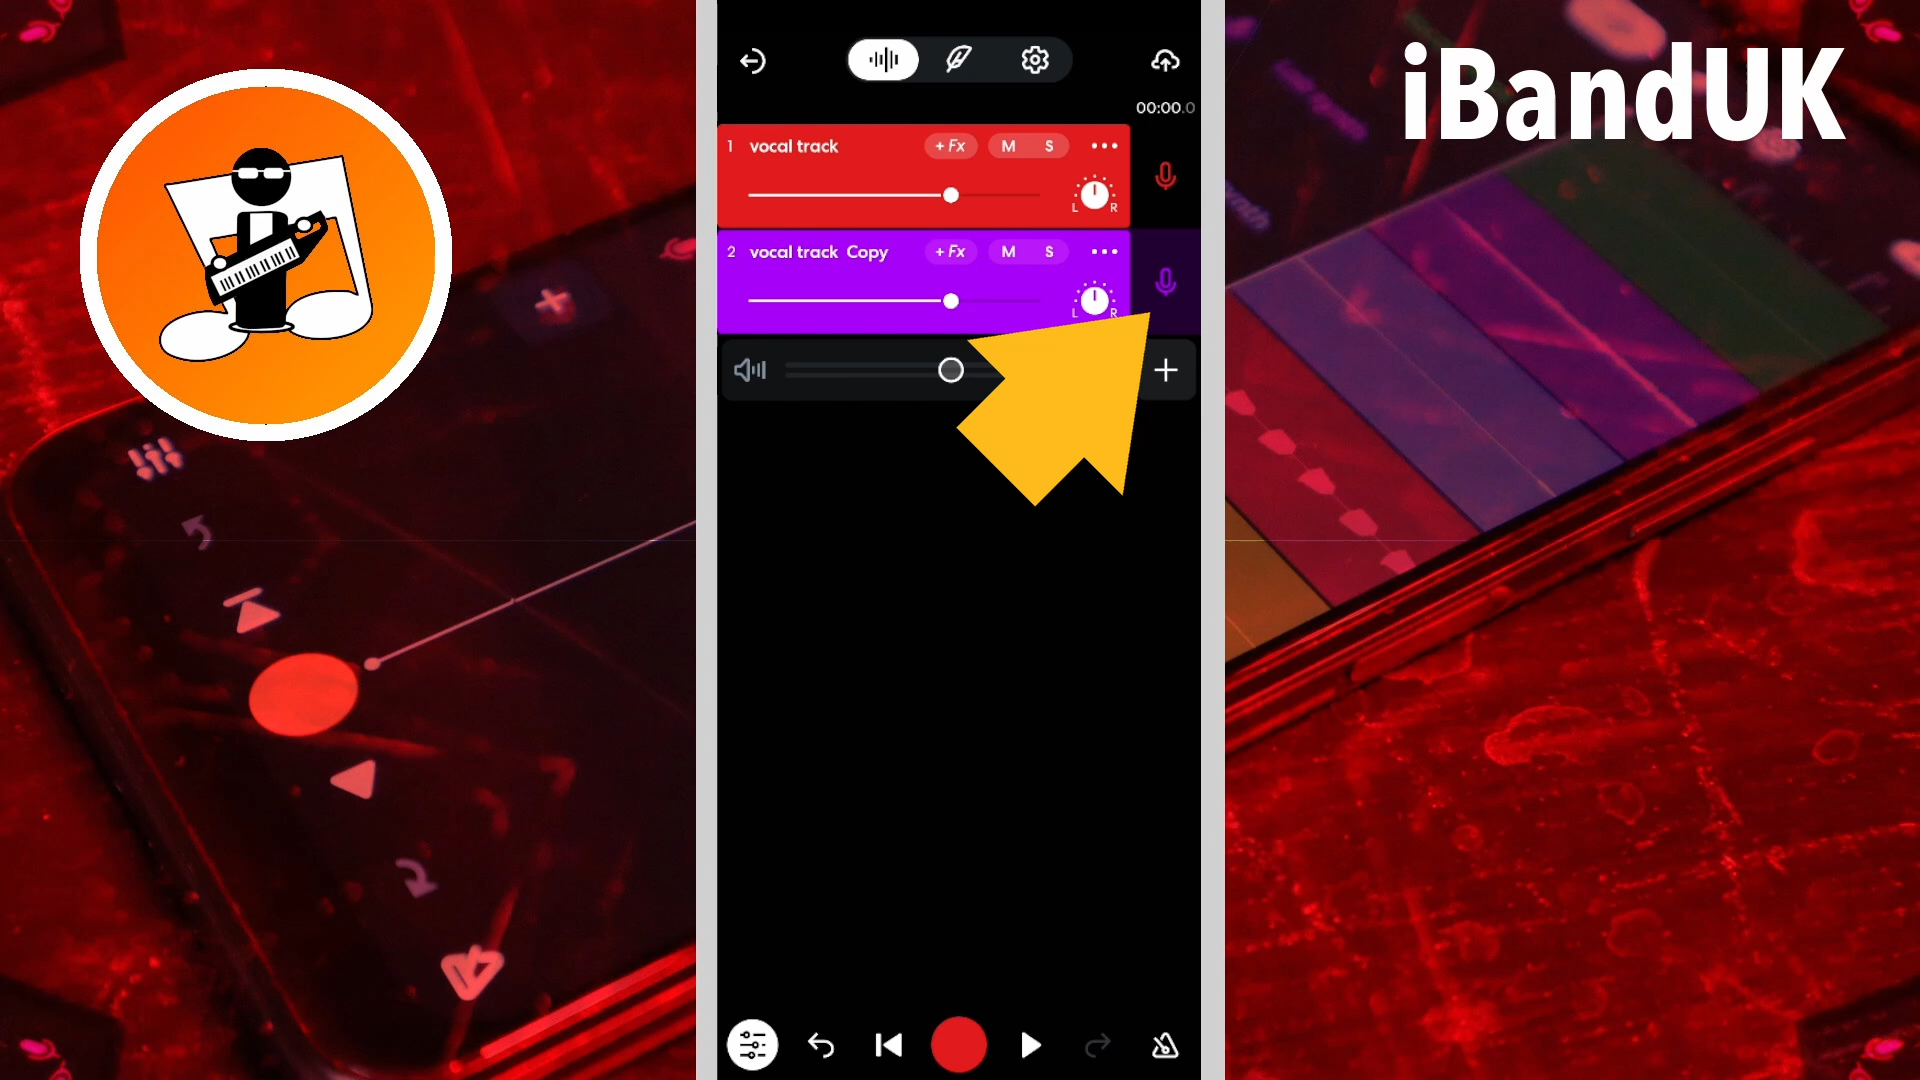 iBandUK
00:00.0
1 vocal track + Fx M S
L R
2 vocal track Copy + Fx M S
L R